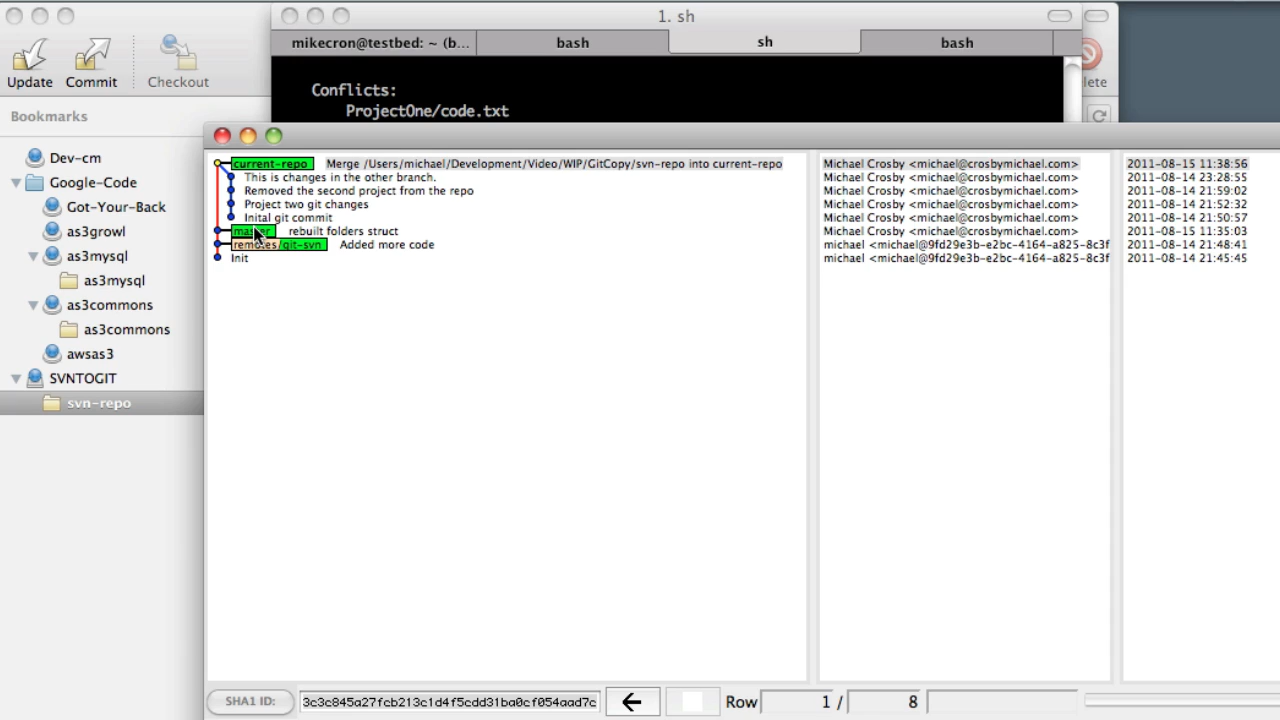 1. sh
mikecron@testbed: ~ (b...
bash
sh
bash
Update
Commit
Checkout
lete
Conflicts:
ProjectOne/code.txt
Bookmarks
Dev-cm
Google-Code
Got-Your-Back
as3growl
as3mysql
as3mysql
as3commons
as3commons
awsas3
SVNTOGIT
svn-repo
current-repo Merge /Users/michael/Development/Video/WIP/GitCopy/svn-repo into current-repo Michael Crosby <michael@crosbymichael.com> 2011-08-15 11:38:56
This is changes in the other branch. Michael Crosby <michael@crosbymichael.com> 2011-08-14 23:28:55
Removed the second project from the repo Michael Crosby <michael@crosbymichael.com> 2011-08-14 21:59:02
Project two git changes Michael Crosby <michael@crosbymichael.com> 2011-08-14 21:52:32
Inital git commit Michael Crosby <michael@crosbymichael.com> 2011-08-14 21:50:57
master rebuilt folders struct Michael Crosby <michael@crosbymichael.com> 2011-08-15 11:35:03
remotes/git-svn Added more code michael <michael@9fd29e3b-e2bc-4164-a825-8c3f 2011-08-14 21:48:41
Init michael <michael@9fd29e3b-e2bc-4164-a825-8c3f 2011-08-14 21:45:45
SHA1 ID: 3c3c845a27fcb213c1d4f5cdd31ba0cf054aad7c Row 1 / 8